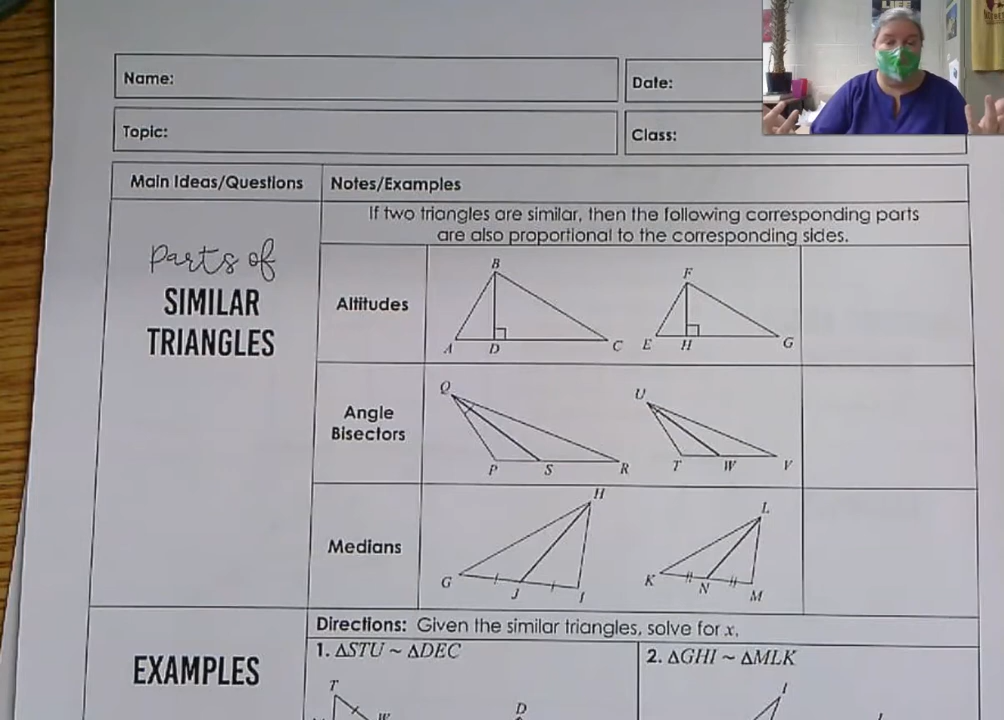 Name:
Date:
Topic:
Class:
Main Ideas/Questions
Notes/Examples
Parts of
SIMILAR
TRIANGLES
If two triangles are similar, then the following corresponding parts
are also proportional to the corresponding sides.
Altitudes
B
A
D
C
F
E
H
G
Angle
Bisectors
Q
P
S
R
U
T
W
V
Medians
H
G
J
I
L
K
N
M
EXAMPLES
Directions: Given the similar triangles, solve for x.
1. ΔSTU ~ ΔDEC
T
W
D
2. ΔGHI ~ ΔMLK
I